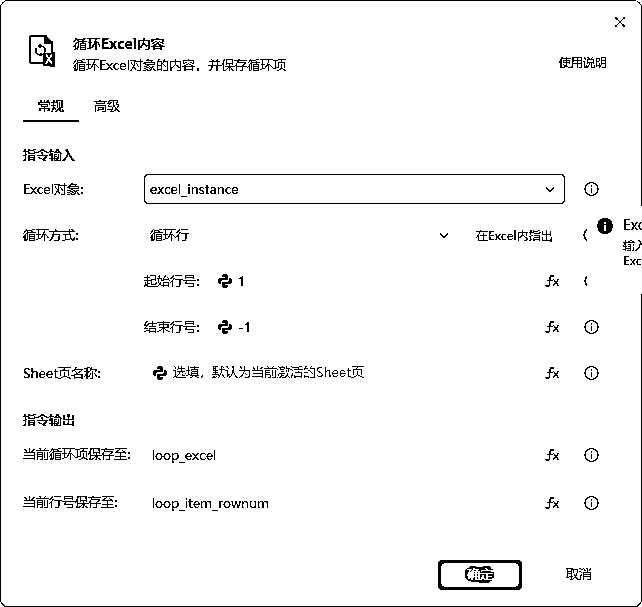 循环Excel内容
循环Excel对象的内容，并保存循环项
使用说明
常规 高级
指令输入
Excel对象: excel_instance
循环方式: 循环行 在Excel内指出
Exc
输入
Exc
起始行号: 1 fx
结束行号: -1 fx
Sheet页名称: 选填，默认为当前激活的Sheet页 fx
指令输出
当前循环项保存至: loop_excel fx
当前行号保存至: loop_item_rownum fx
确定 取消